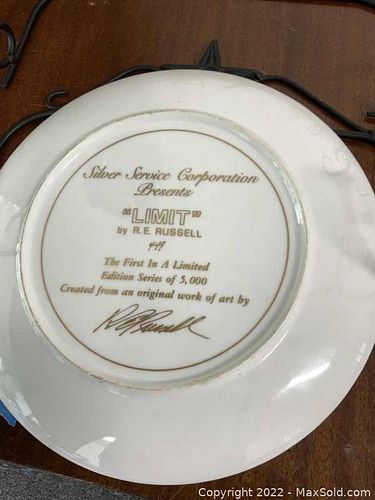 Silver Service Corporation
Presents
"LIMIT"
by R.E. RUSSELL
449
The First In A Limited
Edition Series of 5,000
Created from an original work of art by
Copyright © 2022 - MaxSold.com